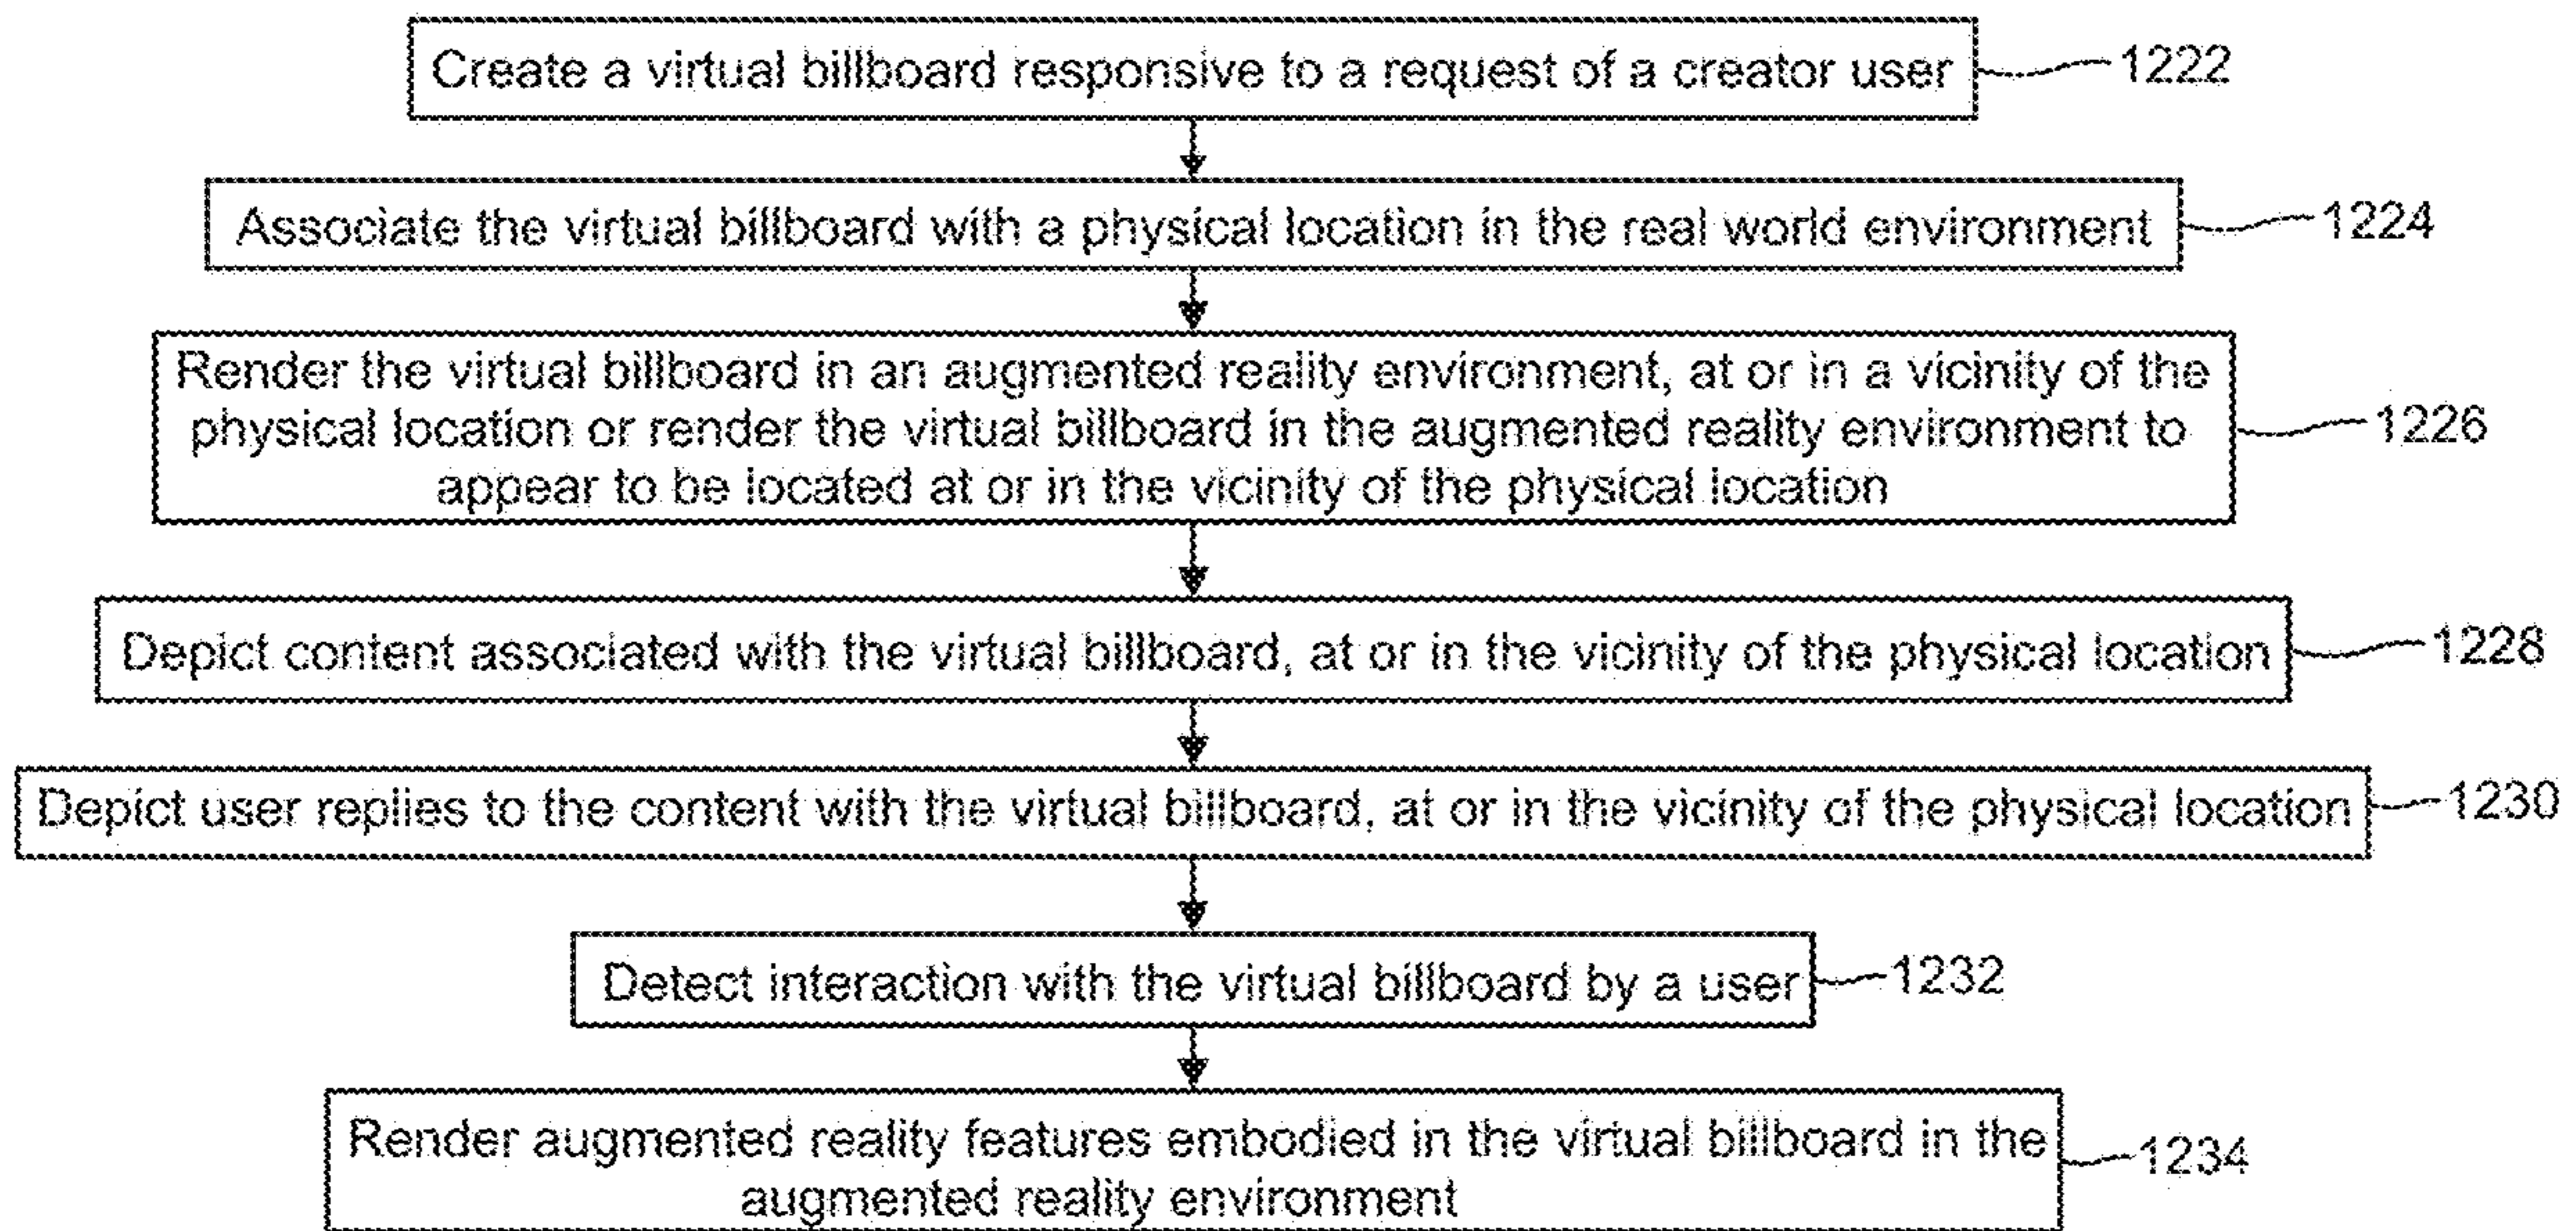 Create a virtual billboard responsive to a request of a creator user 1222
Associate the virtual billboard with a physical location in the real world environment 1224
Render the virtual billboard in an augmented reality environment, at or in a vicinity of the
physical location or render the virtual billboard in the augmented reality environment to 1226
appear to be located at or in the vicinity of the physical location
Depict content associated with the virtual billboard, at or in the vicinity of the physical location 1228
Depict user replies to the content with the virtual billboard, at or in the vicinity of the physical location 1230
Detect interaction with the virtual billboard by a user 1232
Render augmented reality features embodied in the virtual billboard in the 1234
augmented reality environment